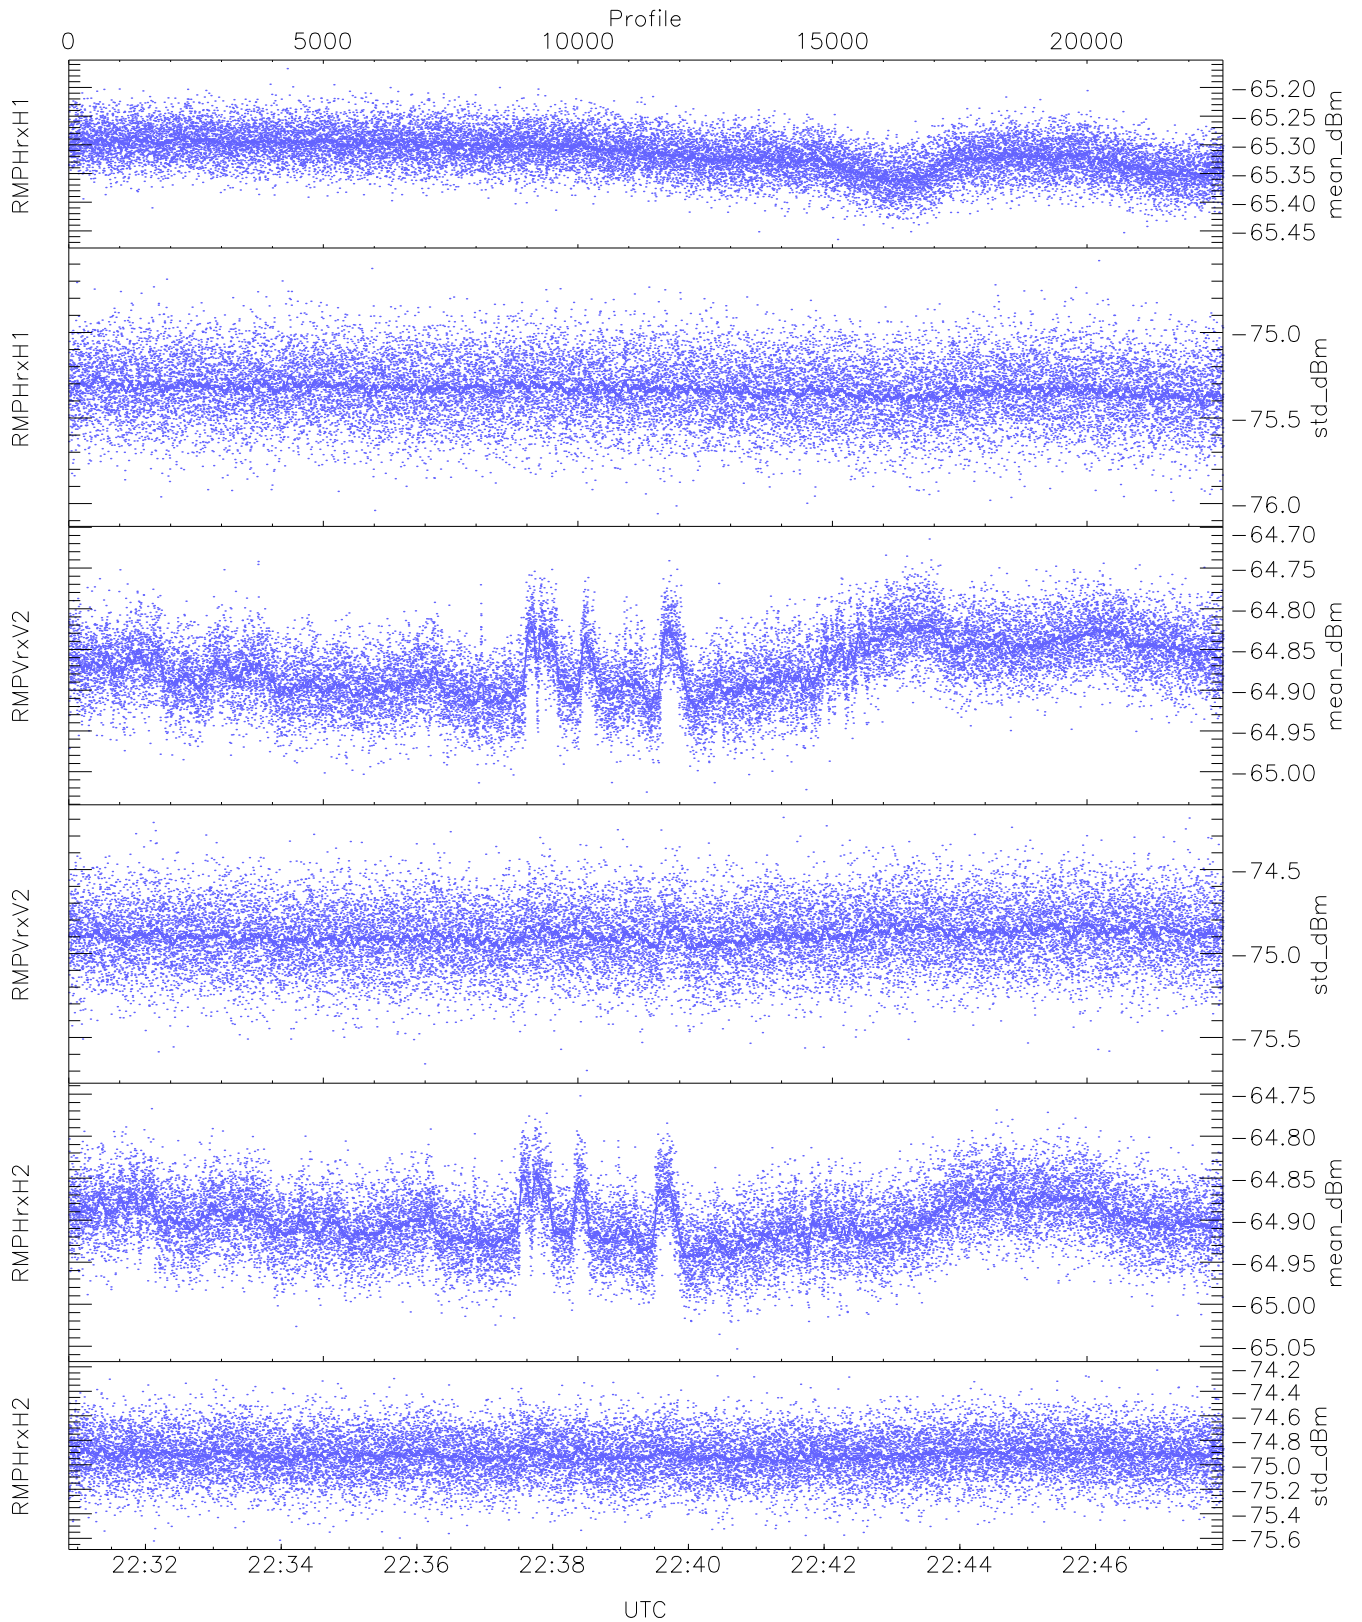 Profile
0 5000 10000 15000 20000
RMPHrxH1
−65.20
−65.25
−65.30
−65.35
−65.40
−65.45
mean_dBm
RMPHrxH1
−75.0
−75.5
−76.0
std_dBm
RMPVrxV2
−64.70
−64.75
−64.80
−64.85
−64.90
−64.95
−65.00
mean_dBm
RMPVrxV2
−74.5
−75.0
−75.5
std_dBm
RMPHrxH2
−64.75
−64.80
−64.85
−64.90
−64.95
−65.00
−65.05
mean_dBm
RMPHrxH2
−74.2
−74.4
−74.6
−74.8
−75.0
−75.2
−75.4
−75.6
std_dBm
22:32 22:34 22:36 22:38 22:40 22:42 22:44 22:46
UTC